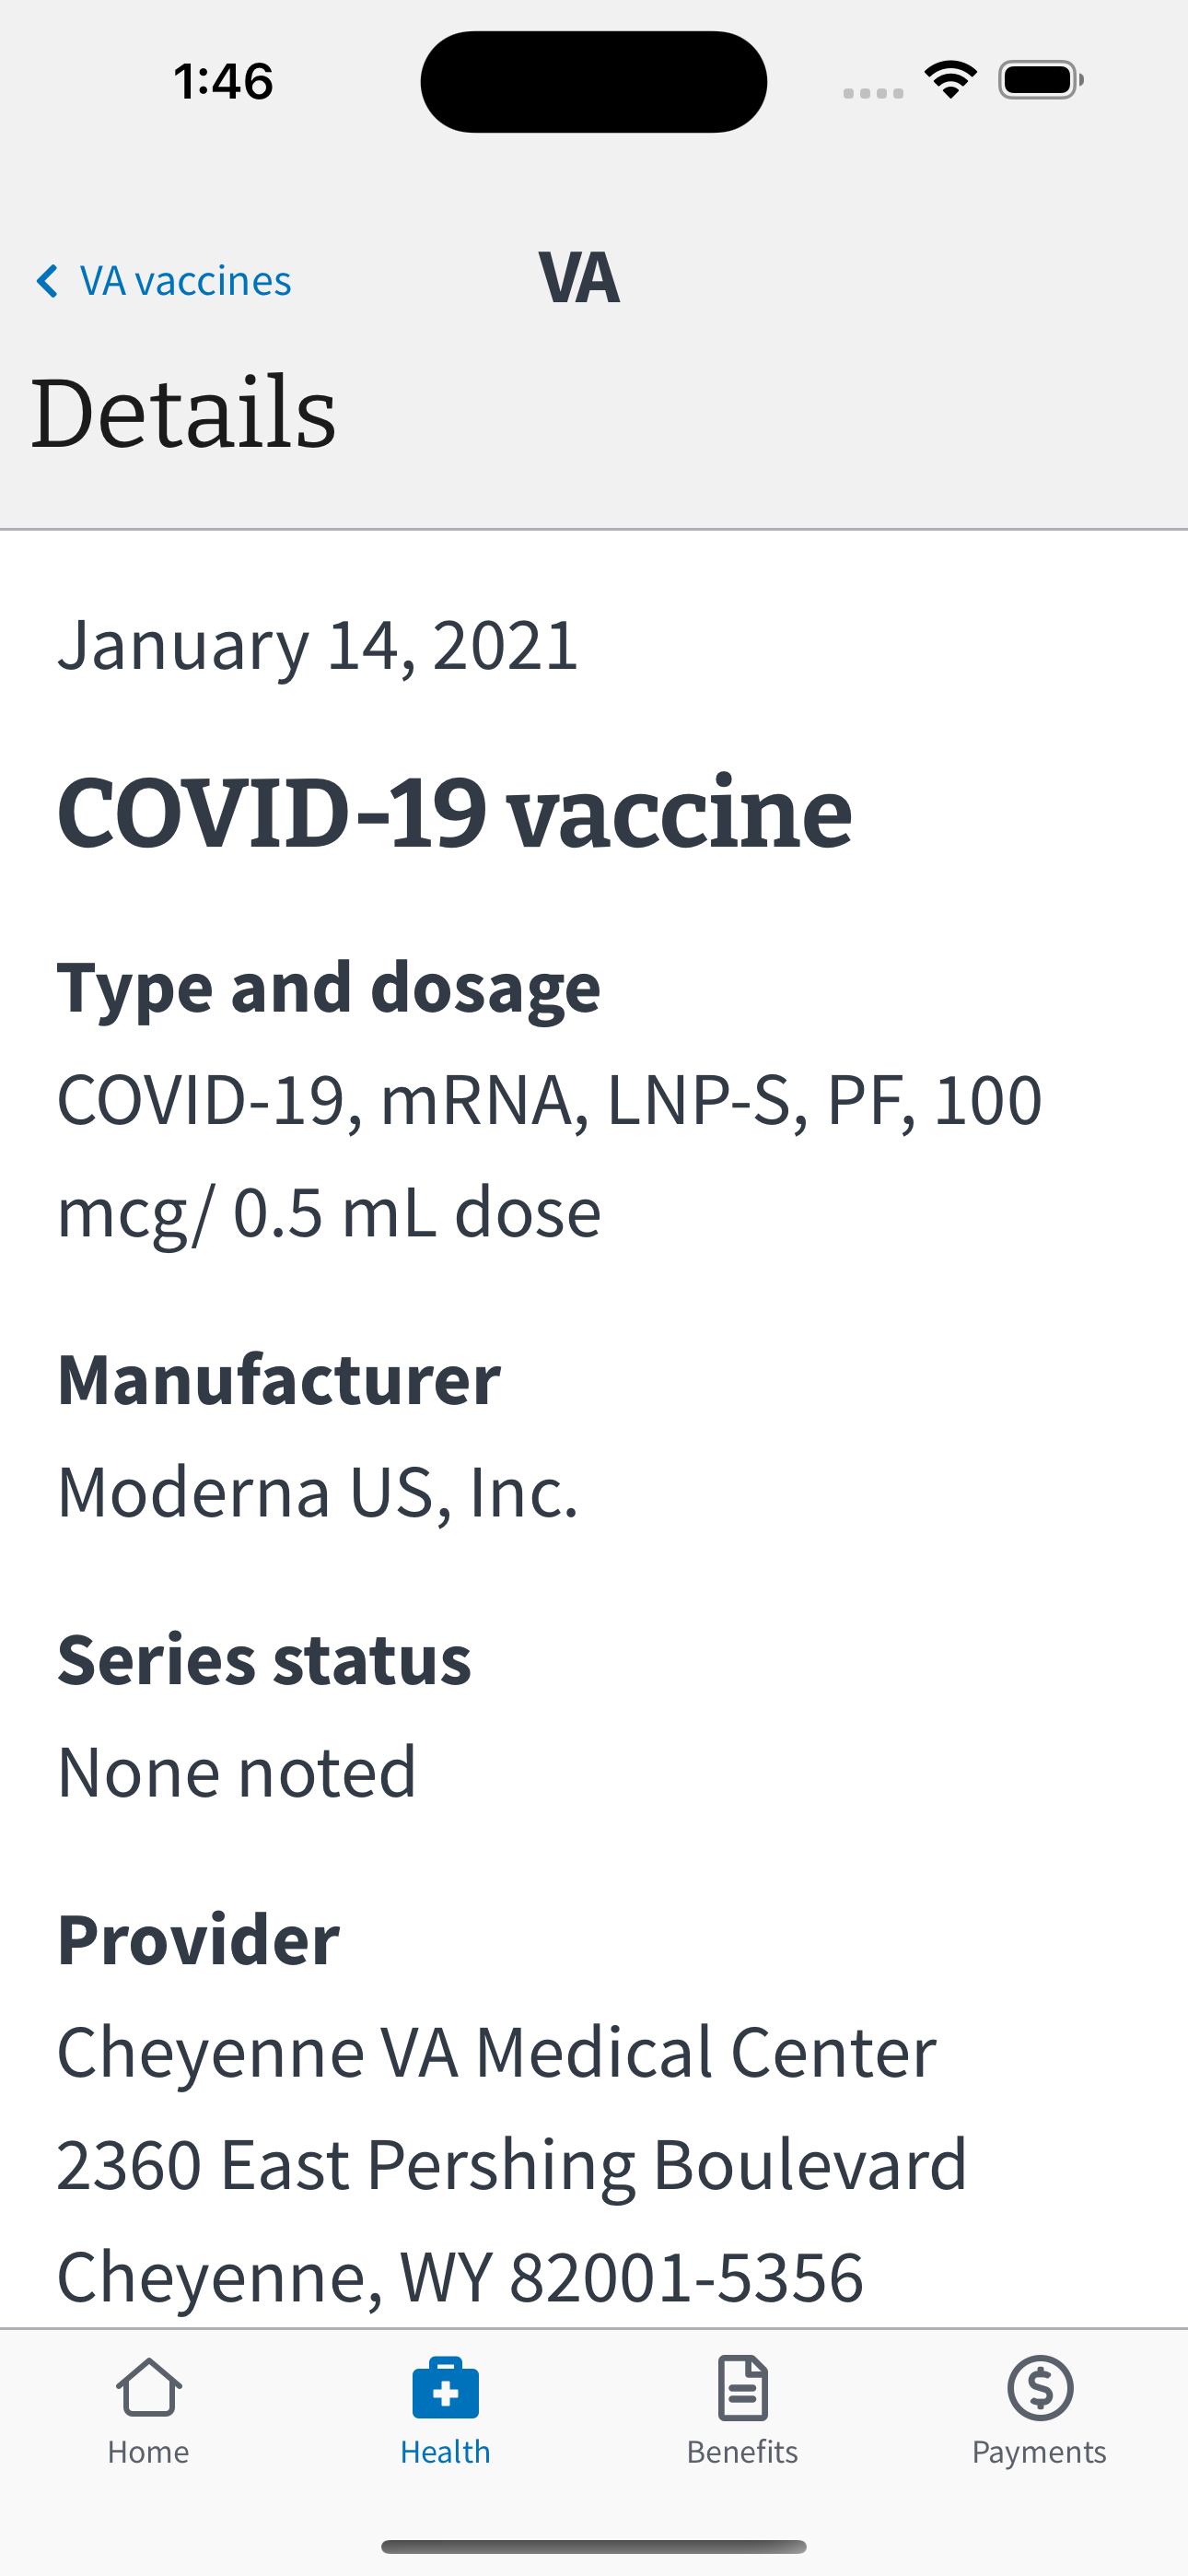 1:46
VA vaccines
VA
Details
January 14, 2021
COVID-19 vaccine
Type and dosage
COVID-19, mRNA, LNP-S, PF, 100
mcg/ 0.5 mL dose
Manufacturer
Moderna US, Inc.
Series status
None noted
Provider
Cheyenne VA Medical Center
2360 East Pershing Boulevard
Cheyenne, WY 82001-5356
Home
Health
Benefits
Payments